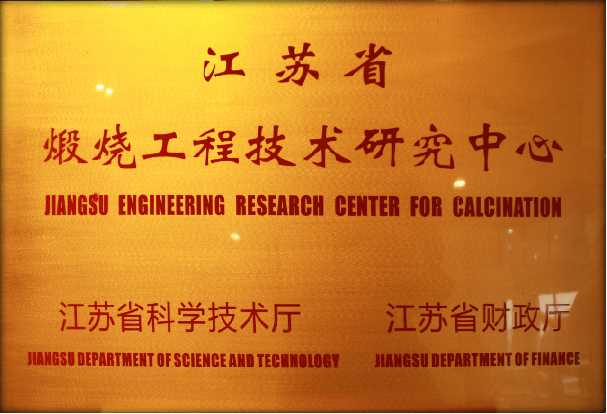 江苏省
煅烧工程技术研究中心
JIANGSU ENGINEERING RESEARCH CENTER FOR CALCINATION
江苏省科学技术厅 江苏省财政厅
JIANGSU DEPARTMENT OF SCIENCE AND TECHNOLOGY JIANGSU DEPARTMENT OF FINANCE